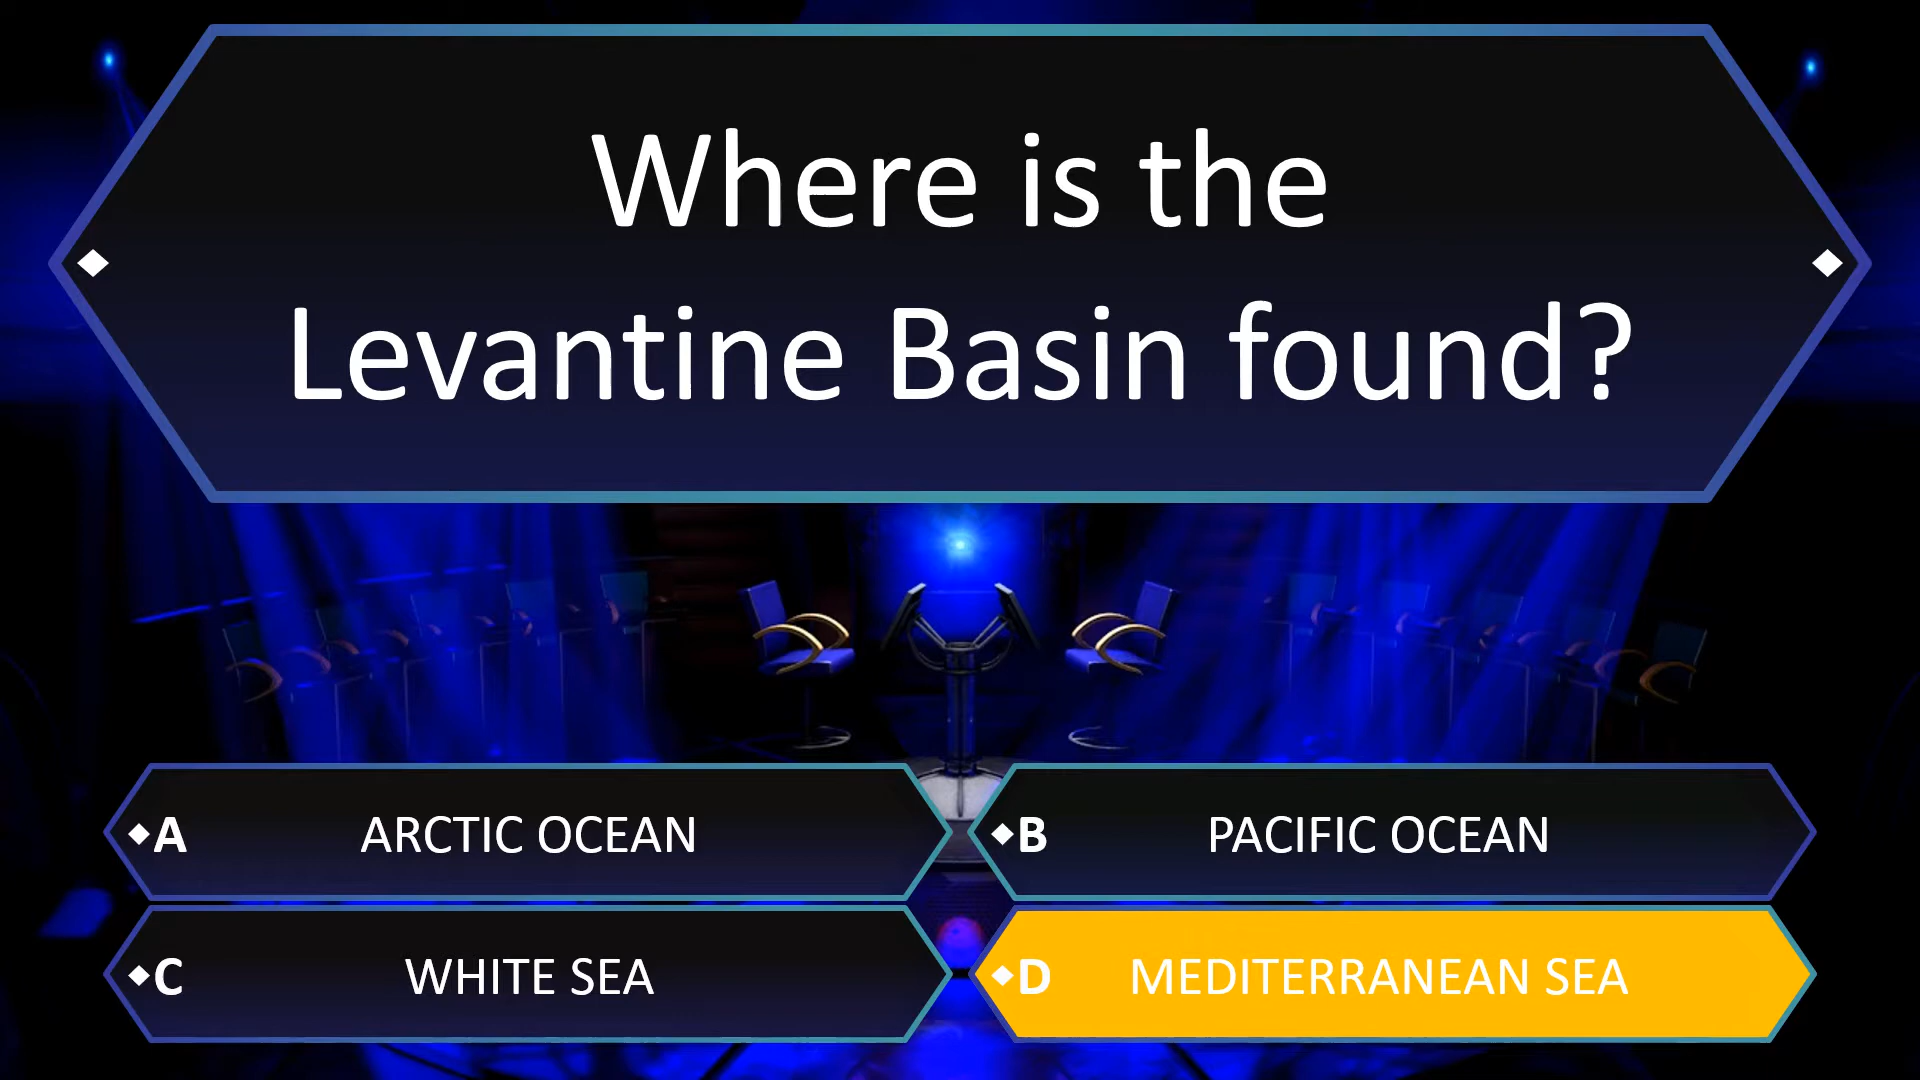 Where is the
Levantine Basin found?
A ARCTIC OCEAN
B PACIFIC OCEAN
C WHITE SEA
D MEDITERRANEAN SEA